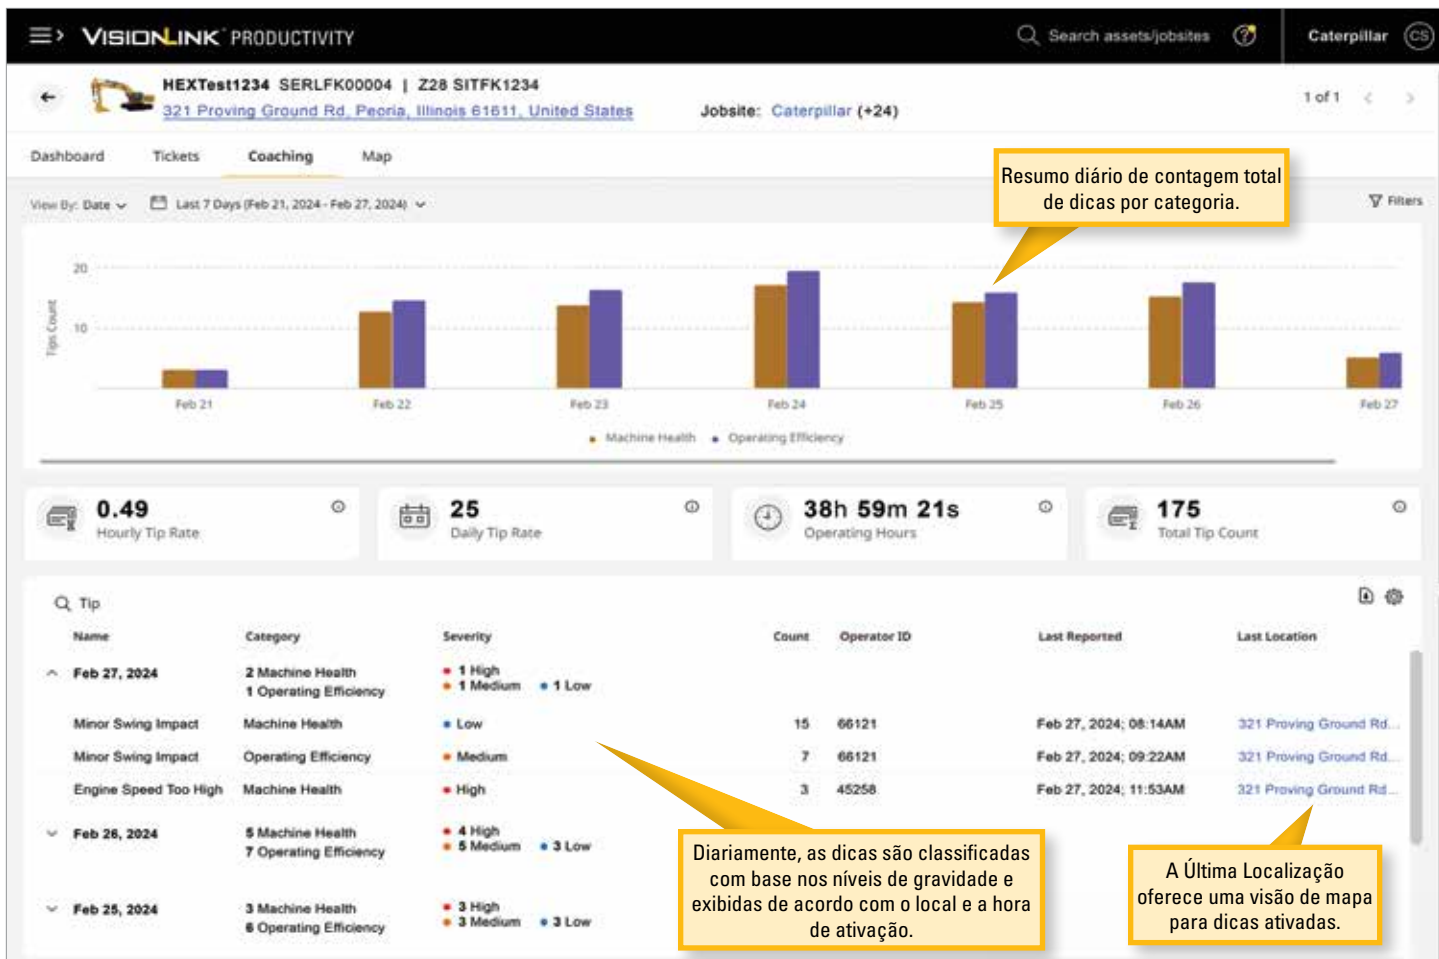 VISIONLINK PRODUCTIVITY
Search assets/jobsites
Caterpillar
CS
HEXTest1234 SERLFK00004 | Z28 SITFK1234
321 Proving Ground Rd, Peoria, Illinois 61611, United States
Jobsite: Caterpillar (+24)
1 of 1
Dashboard
Tickets
Coaching
Map
Resumo diário de contagem total
de dicas por categoria.
View By: Date
Last 7 Days (Feb 21, 2024 - Feb 27, 2024)
Filters
Tips Count
20
10
Feb 21
Feb 22
Feb 23
Feb 24
Feb 25
Feb 26
Feb 27
Machine Health
Operating Efficiency
0.49
Hourly Tip Rate
25
Daily Tip Rate
38h 59m 21s
Operating Hours
175
Total Tip Count
Tip
Name Category Severity Count Operator ID Last Reported Last Location
Feb 27, 2024 2 Machine Health 1 High
1 Operating Efficiency 1 Medium 1 Low
Minor Swing Impact Machine Health Low 15 66121 Feb 27, 2024; 08:14AM 321 Proving Ground Rd...
Minor Swing Impact Operating Efficiency Medium 7 66121 Feb 27, 2024; 09:22AM 321 Proving Ground Rd...
Engine Speed Too High Machine Health High 3 45258 Feb 27, 2024; 11:53AM 321 Proving Ground Rd...
Feb 26, 2024 5 Machine Health 4 High
7 Operating Efficiency 5 Medium 3 Low
Feb 25, 2024 3 Machine Health 3 High
6 Operating Efficiency 3 Medium 3 Low
Diariamente, as dicas são classificadas
com base nos níveis de gravidade e
exibidas de acordo com o local e a hora
de ativação.
A Última Localização
oferece uma visão de mapa
para dicas ativadas.